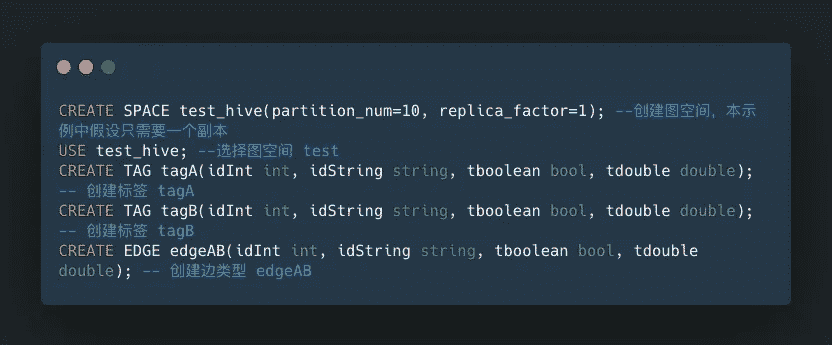 CREATE SPACE test_hive(partition_num=10, replica_factor=1); --创建图空间，本示
例中假设只需要一个副本
USE test_hive; --选择图空间 test
CREATE TAG tagA(idInt int, idString string, tboolean bool, tdouble double);
-- 创建标签 tagA
CREATE TAG tagB(idInt int, idString string, tboolean bool, tdouble double);
-- 创建标签 tagB
CREATE EDGE edgeAB(idInt int, idString string, tboolean bool, tdouble
double); -- 创建边类型 edgeAB